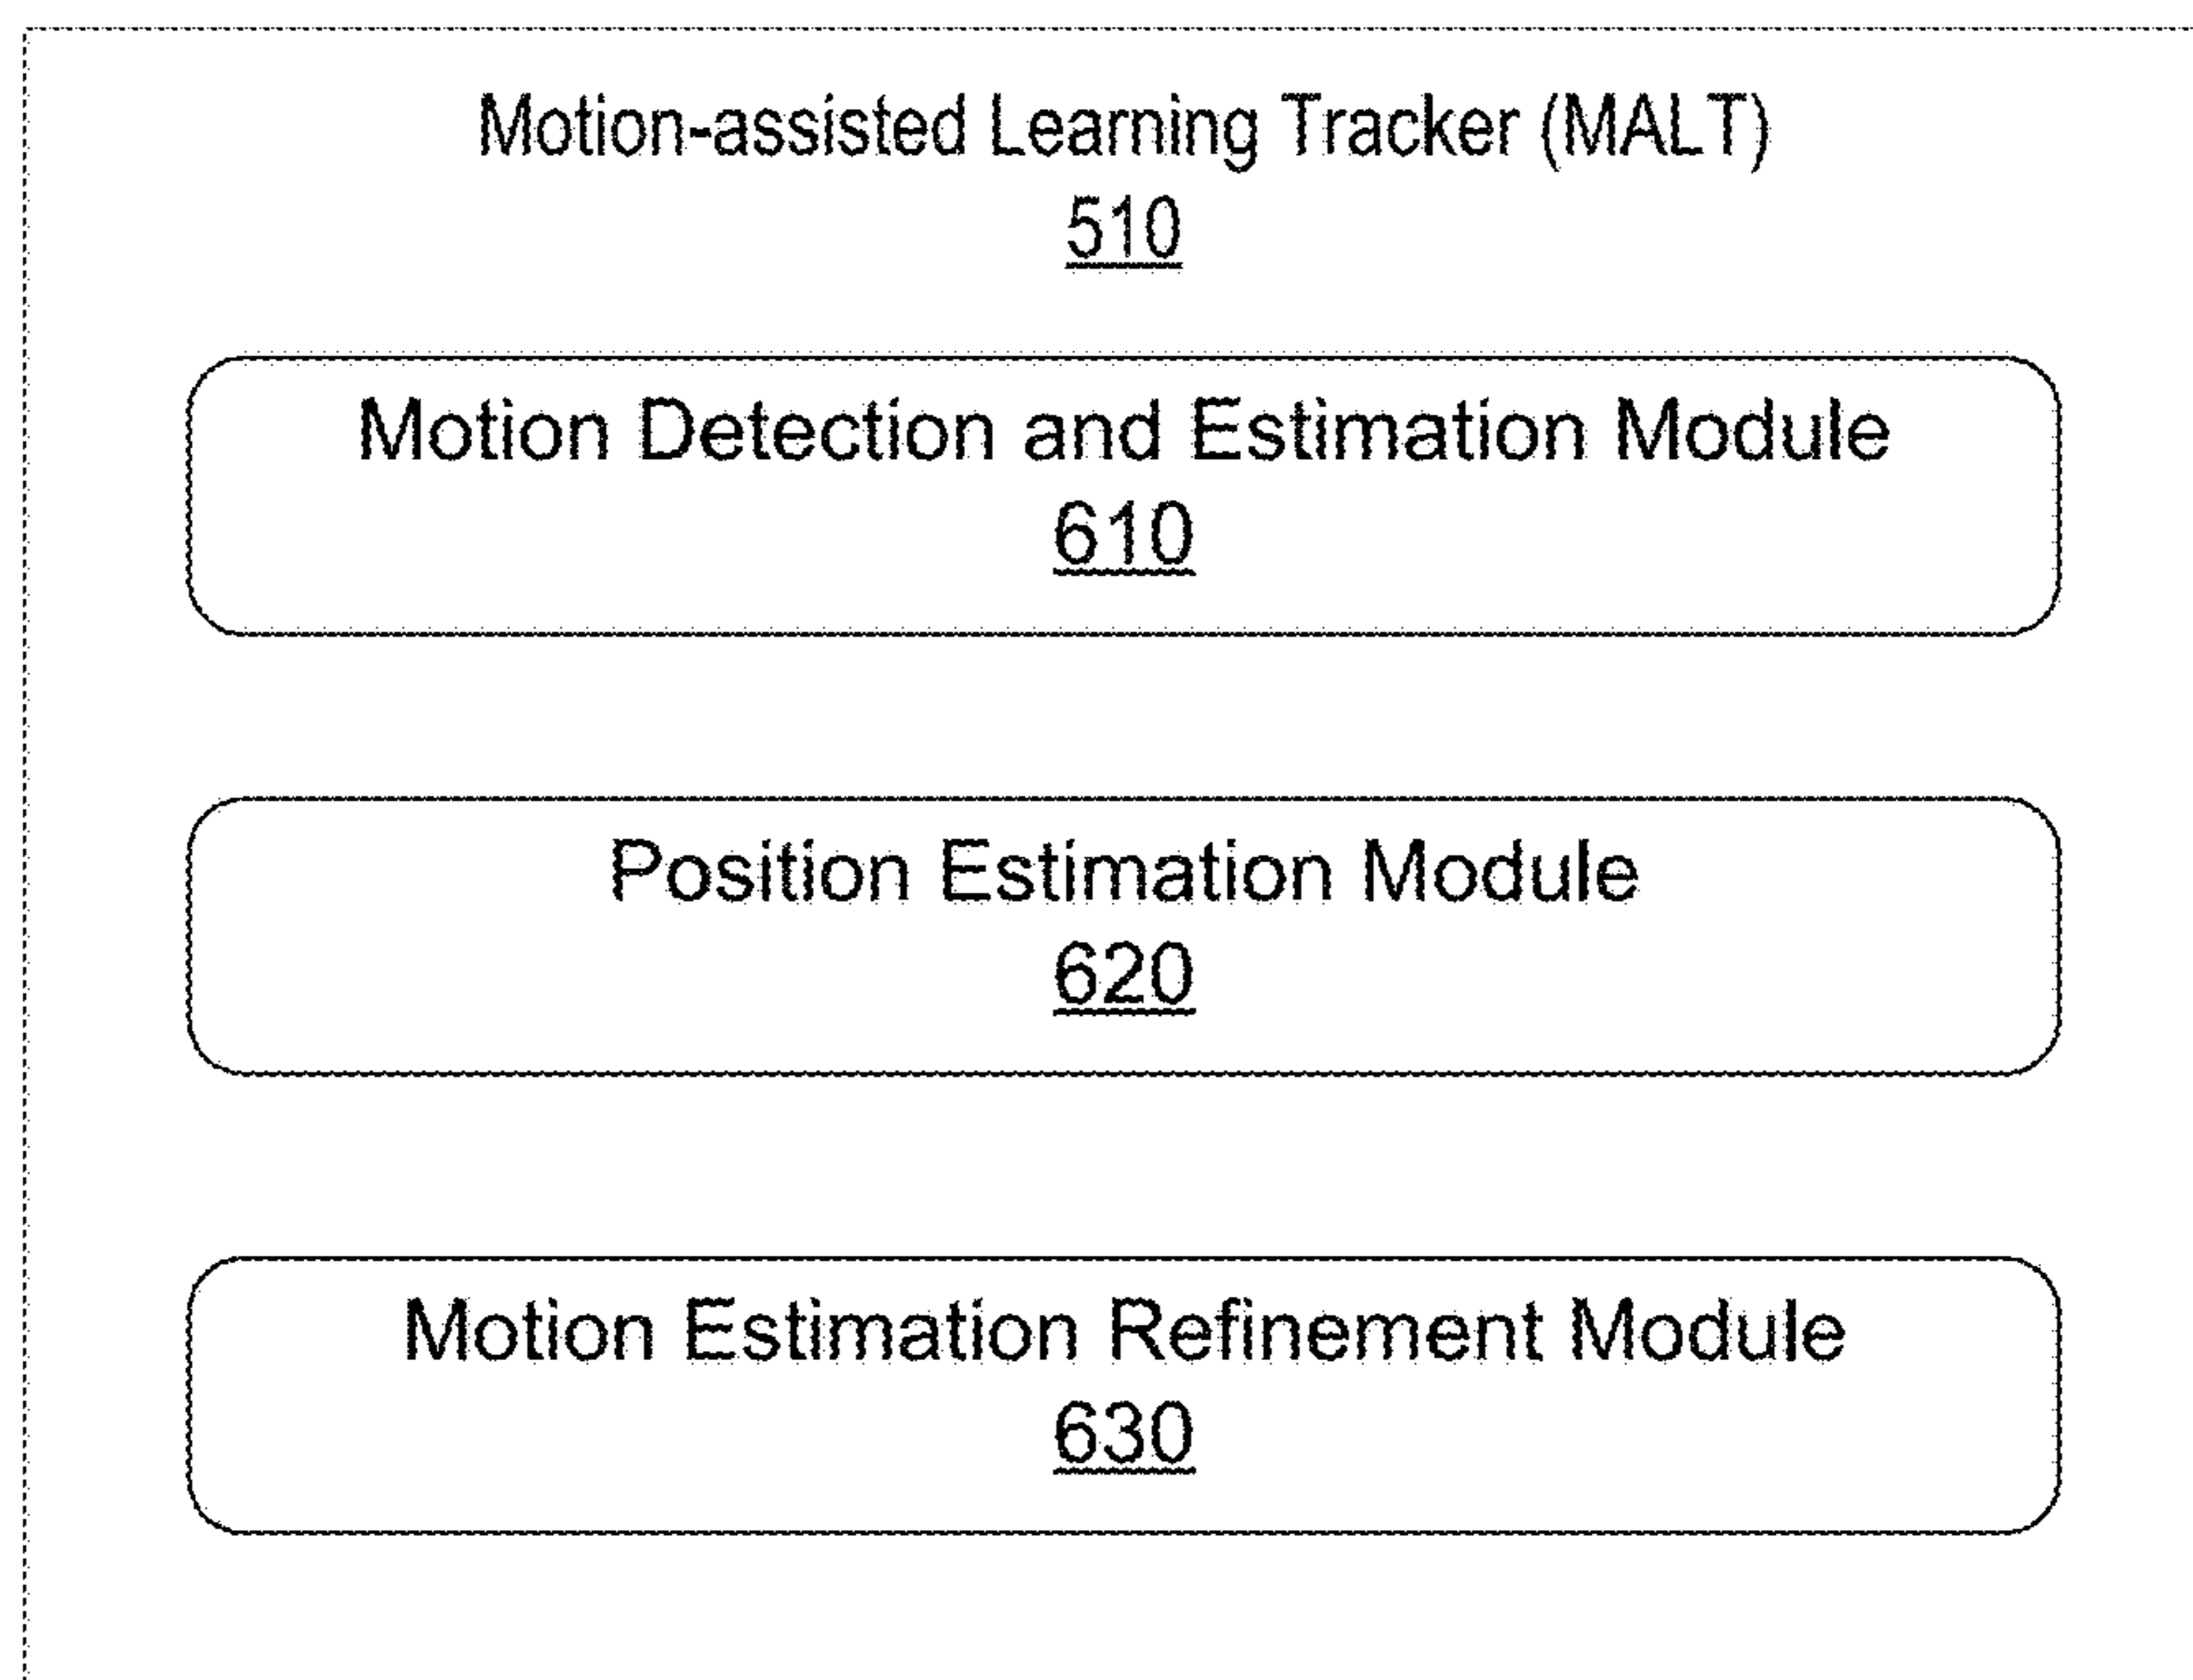 Motion-assisted Learning Tracker (MALT)
510
Motion Detection and Estimation Module
610
Position Estimation Module
620
Motion Estimation Refinement Module
630